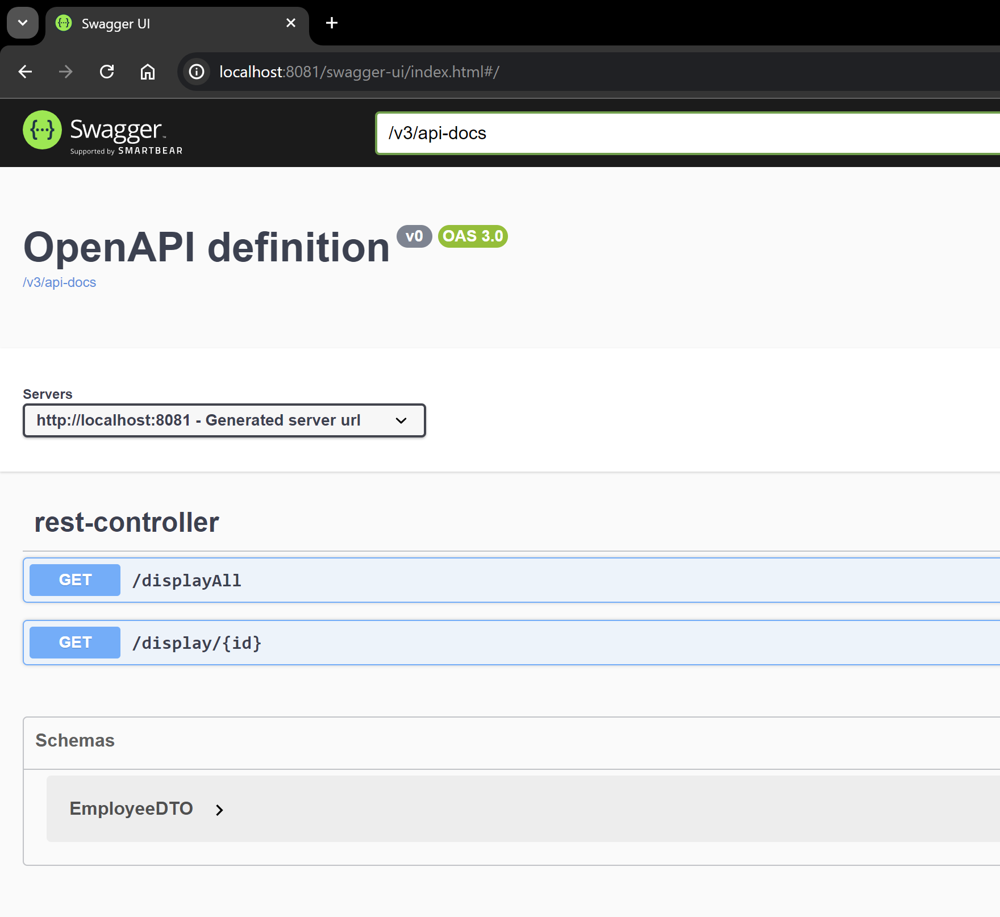 Swagger UI
localhost:8081/swagger-ui/index.html#/
{···} Swagger™
Supported by SMARTBEAR
/v3/api-docs
OpenAPI definition v0 OAS 3.0
/v3/api-docs
Servers
http://localhost:8081 - Generated server url
rest-controller
GET /displayAll
GET /display/{id}
Schemas
EmployeeDTO